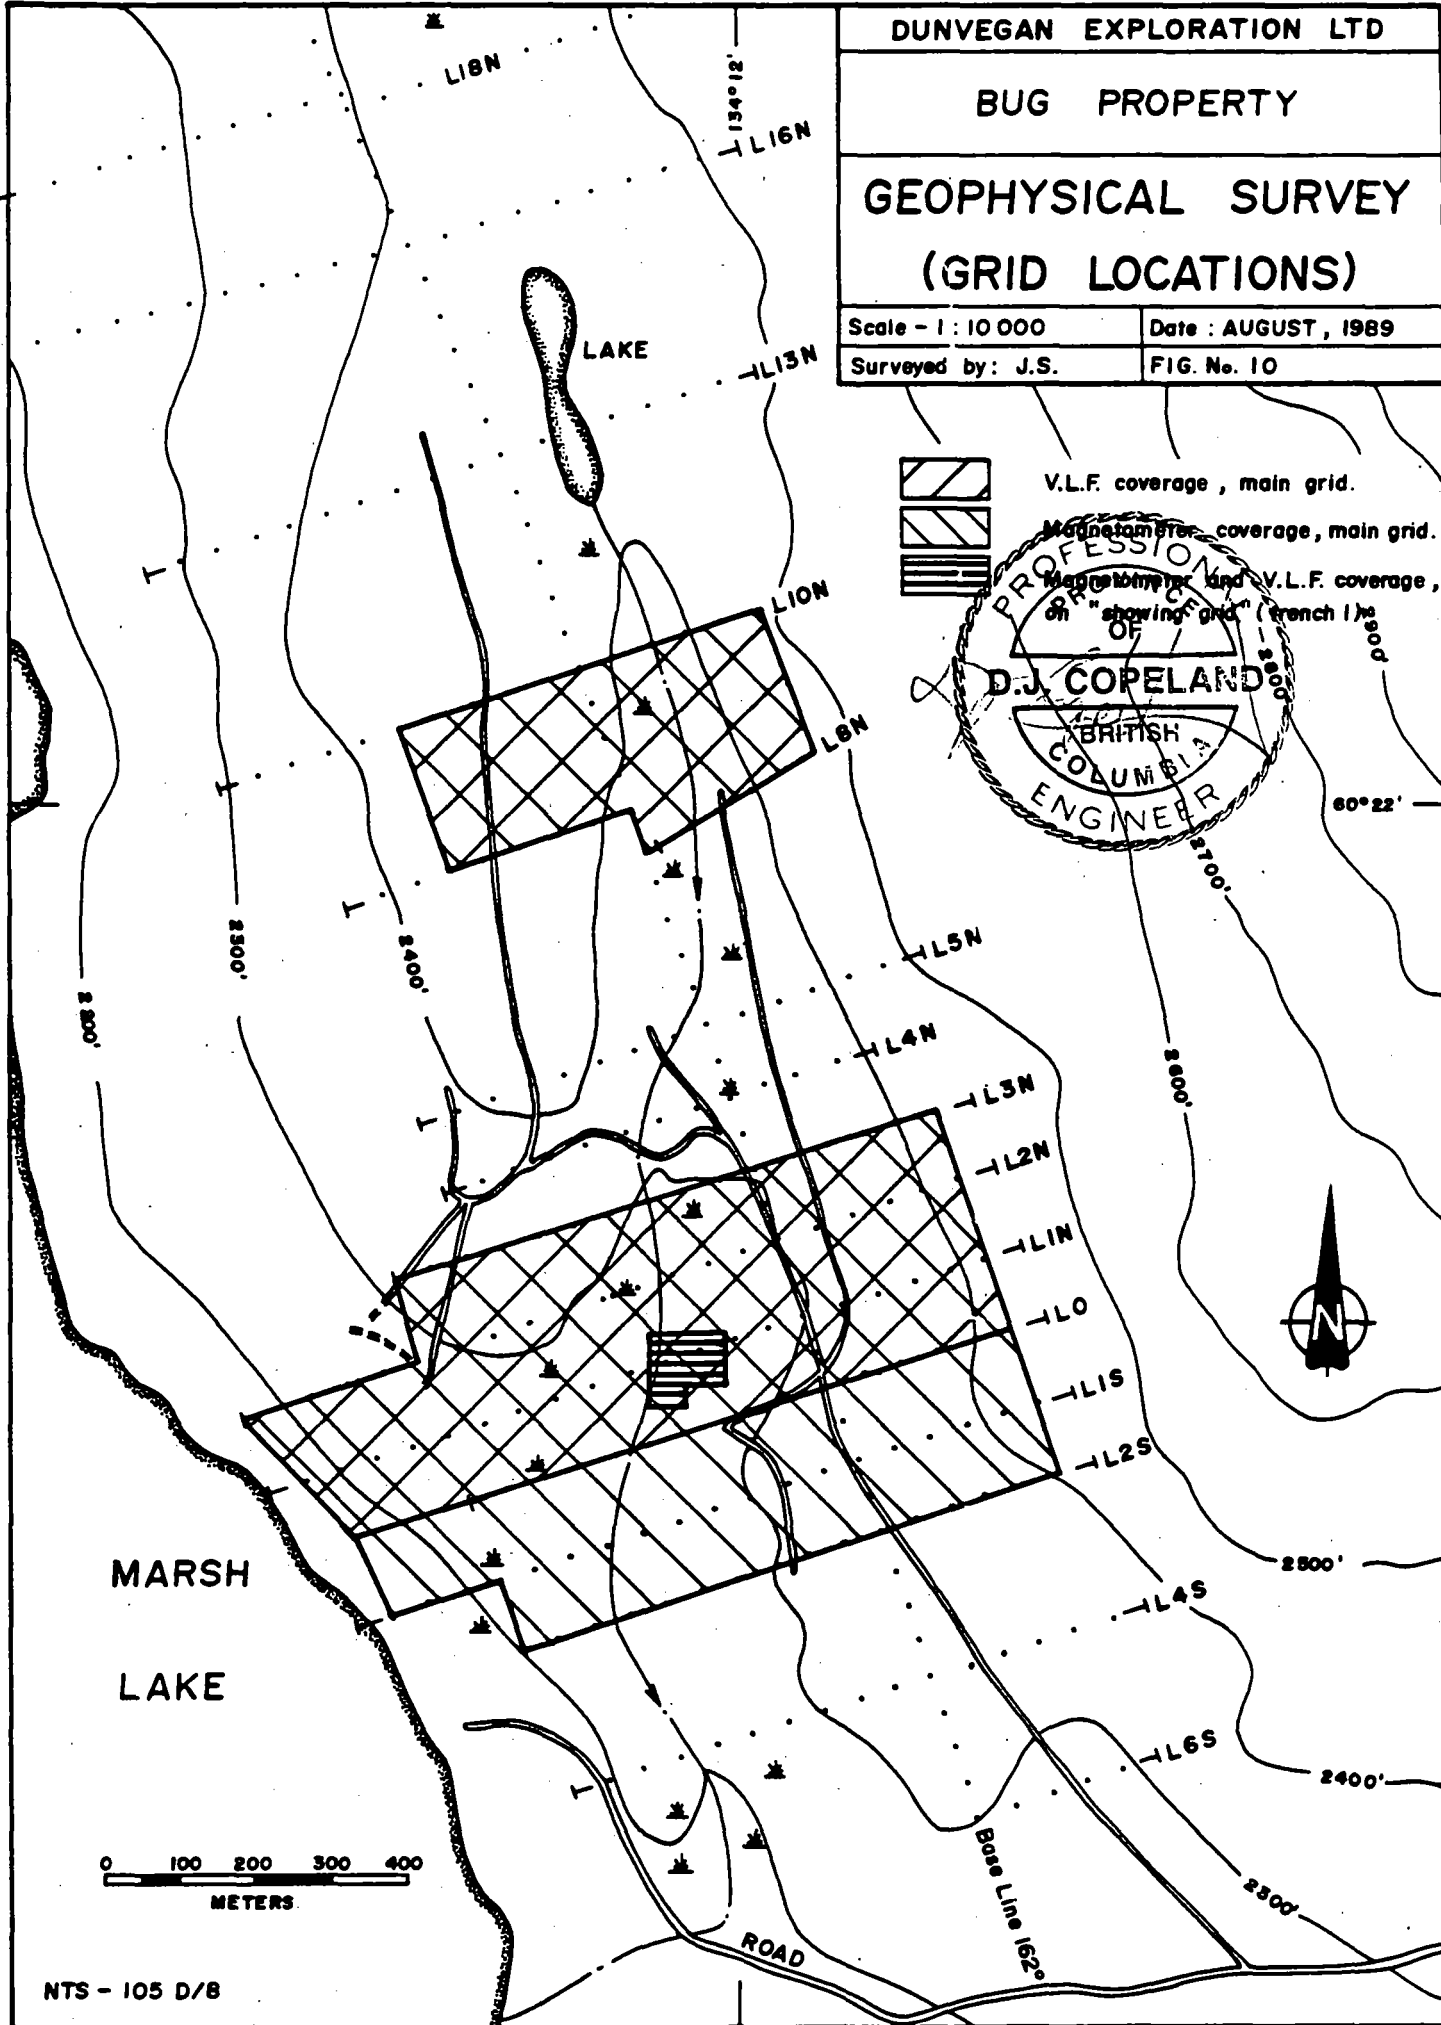 DUNVEGAN EXPLORATION LTD
BUG PROPERTY
GEOPHYSICAL SURVEY
(GRID LOCATIONS)
Scale - 1 : 10 000
Date : AUGUST, 1989
Surveyed by: J.S.
FIG. No. 10
L18N
134°12'
L16N
LAKE
L13N
V.L.F. coverage, main grid.
Magnetometer coverage, main grid.
Magnetometer and V.L.F. coverage,
on "showing grid" (trench 1)
PROFESSIONAL
PROVINCE
OF
D.J. COPELAND
BRITISH
COLUMBIA
ENGINEER
2800'
L10N
L8N
60°22'
2700'
2300'
2400'
2200'
L5N
L4N
2600'
L3N
L2N
L1N
L0
N
L1S
L2S
2500'
MARSH
LAKE
L4S
L6S
2400'
0 100 200 300 400
METERS
Base Line 162°
2300'
ROAD
NTS - 105 D/8